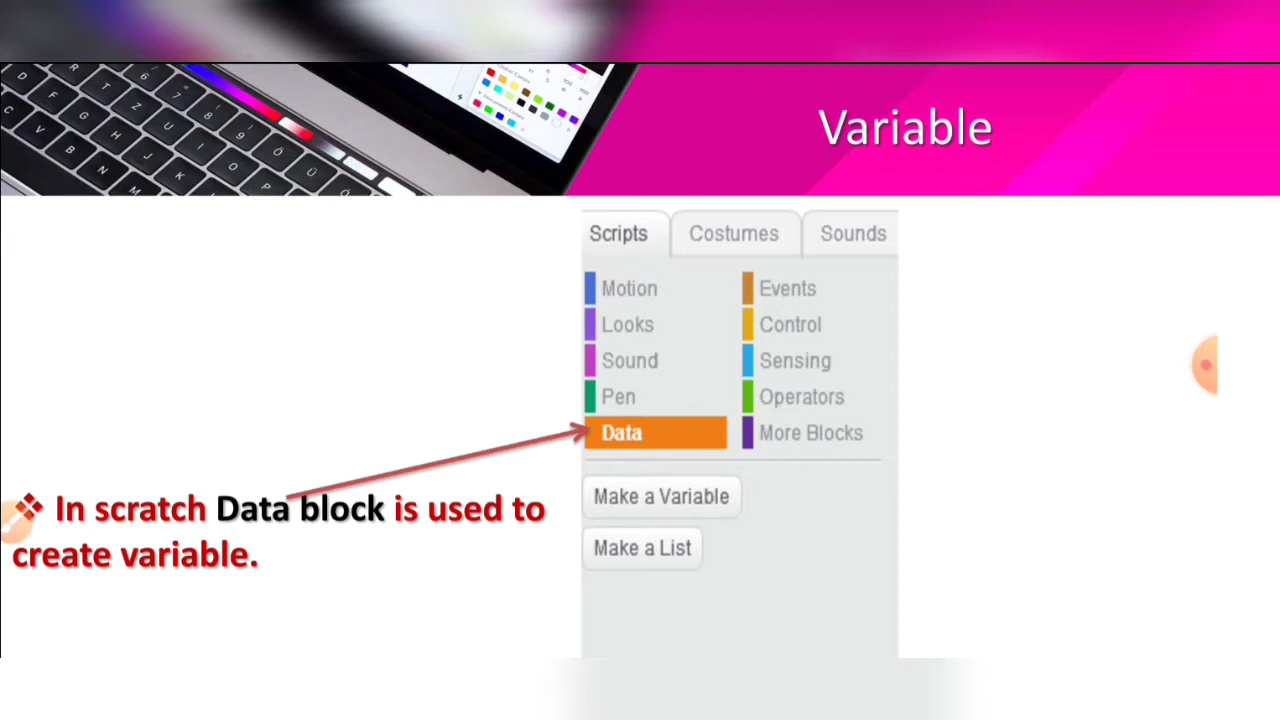 Variable
Scripts Costumes Sounds
Motion Events
Looks Control
Sound Sensing
Pen Operators
Data More Blocks
Make a Variable
❖ In scratch Data block is used to
create variable.
Make a List